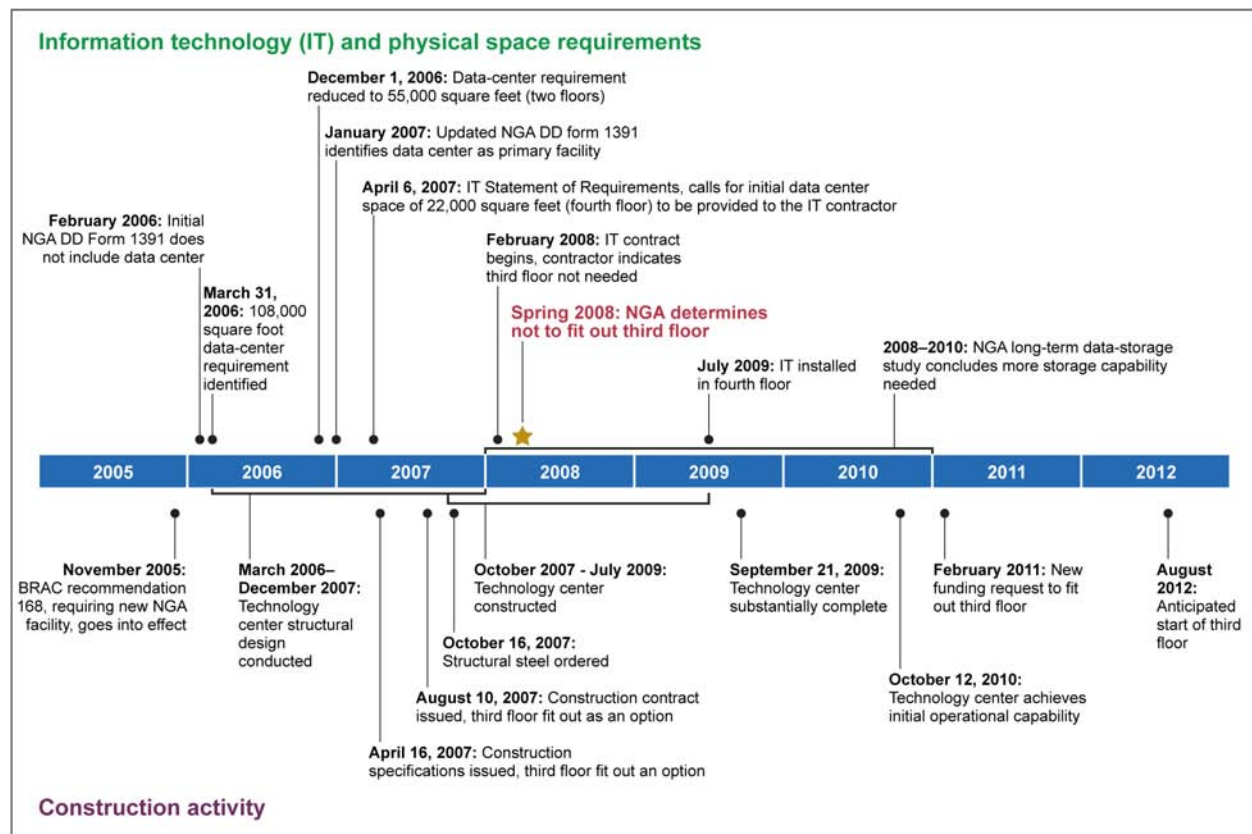 Information technology (IT) and physical space requirements
December 1, 2006: Data-center requirement
reduced to 55,000 square feet (two floors)
January 2007: Updated NGA DD form 1391
identifies data center as primary facility
April 6, 2007: IT Statement of Requirements, calls for initial data center
space of 22,000 square feet (fourth floor) to be provided to the IT contractor
February 2006: Initial
NGA DD Form 1391 does
not include data center
February 2008: IT contract
begins, contractor indicates
third floor not needed
March 31,
2006: 108,000
square foot
data-center
requirement
identified
Spring 2008: NGA determines
not to fit out third floor
July 2009: IT installed
in fourth floor
2008–2010: NGA long-term data-storage
study concludes more storage capability
needed
2005
2006
2007
2008
2009
2010
2011
2012
November 2005:
BRAC recommendation
168, requiring new NGA
facility, goes into effect
March 2006–
December 2007:
Technology
center structural
design
conducted
October 2007 - July 2009:
Technology center
constructed
September 21, 2009:
Technology center
substantially complete
February 2011: New
funding request to fit
out third floor
August
2012:
Anticipated
start of third
floor
October 16, 2007:
Structural steel ordered
October 12, 2010:
Technology center achieves
initial operational capability
August 10, 2007: Construction contract
issued, third floor fit out as an option
April 16, 2007: Construction
specifications issued, third floor fit out an option
Construction activity